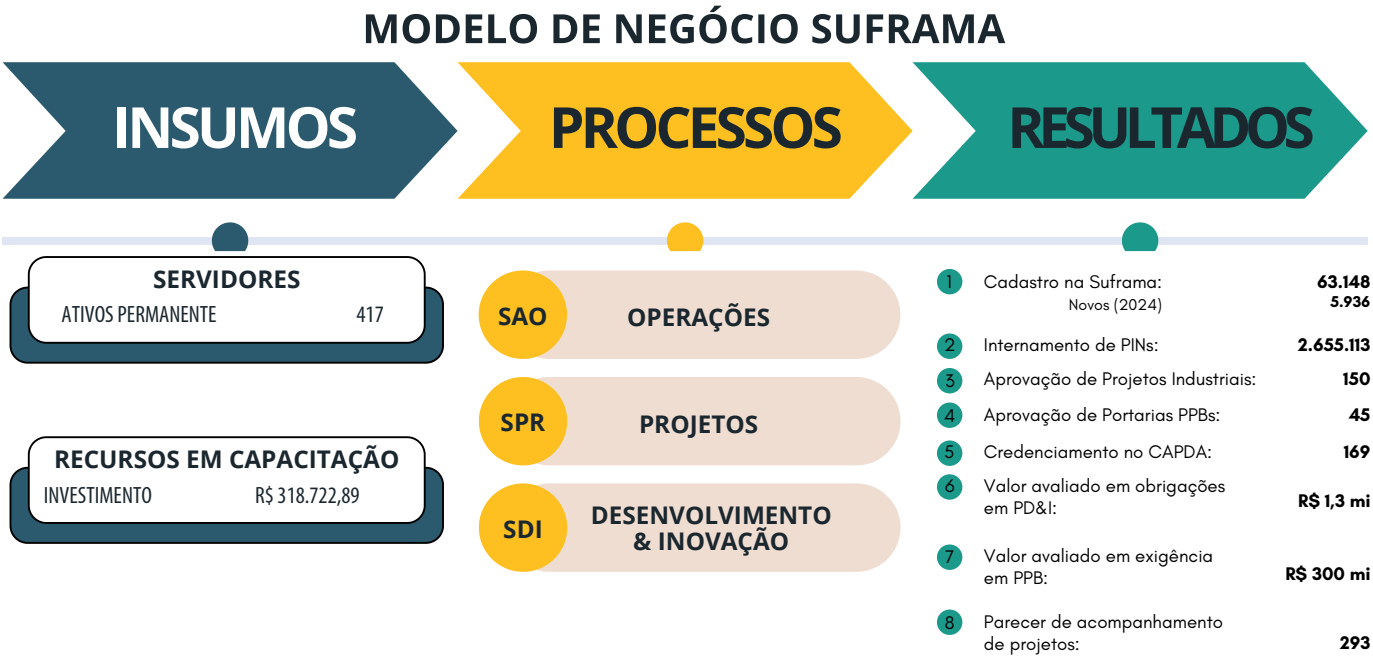 MODELO DE NEGÓCIO SUFRAMA
INSUMOS
PROCESSOS
RESULTADOS
SERVIDORES
ATIVOS PERMANENTE 417
RECURSOS EM CAPACITAÇÃO
INVESTIMENTO R$ 318.722,89
SAO OPERAÇÕES
SPR PROJETOS
SDI DESENVOLVIMENTO
& INOVAÇÃO
1 Cadastro na Suframa: 63.148
Novos (2024) 5.936
2 Internamento de PINs: 2.655.113
3 Aprovação de Projetos Industriais: 150
4 Aprovação de Portarias PPBs: 45
5 Credenciamento no CAPDA: 169
6 Valor avaliado em obrigações
em PD&I: R$ 1,3 mi
7 Valor avaliado em exigência
em PPB: R$ 300 mi
8 Parecer de acompanhamento
de projetos: 293